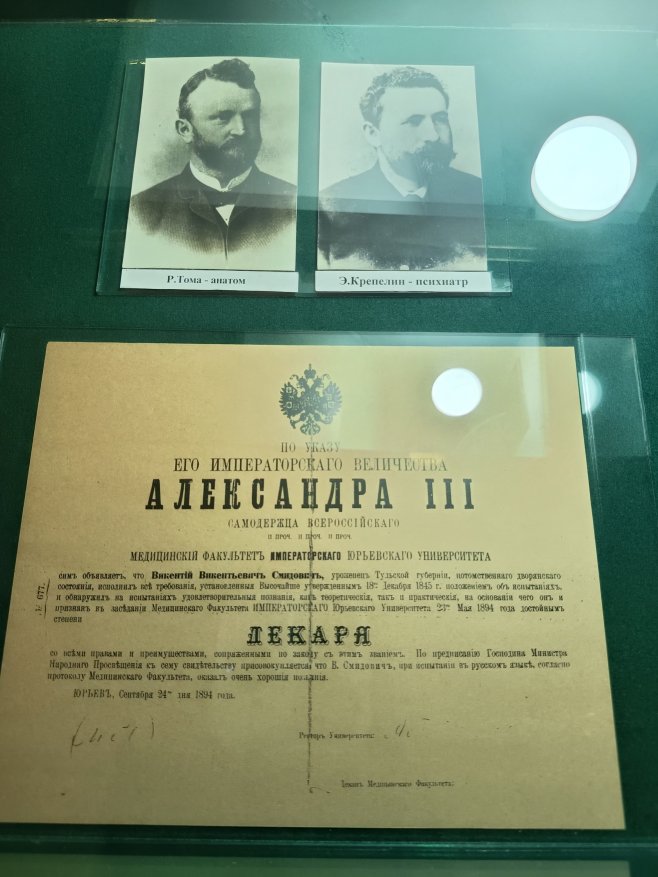 Р.Тома - анатом
Э.Крепелин - психиатр
ПО УКАЗУ
ЕГО ИМПЕРАТОРСКАГО ВЕЛИЧЕСТВА
АЛЕКСАНДРА III
САМОДЕРЖЦА ВСЕРОССІЙСКАГО
И ПРОЧ. И ПРОЧ. И ПРОЧ.
МЕДИЦИНСКІЙ ФАКУЛЬТЕТЪ ИМПЕРАТОРСКАГО ЮРЬЕВСКАГО УНИВЕРСИТЕТА
симъ объявляетъ, что Викентій Викентьевичъ Смидовичъ, уроженецъ Тульской губерніи, потомственнаго дворянскаго
состоянія, исполнилъ всѣ требованія, установленныя Высочайше утвержденнымъ 18го Декабря 1845 г. положеніемъ объ испытаніяхъ,
и обнаружилъ на испытаніяхъ удовлетворительныя познанія, какъ теоретическія, такъ и практическія, на основаніи чего онъ и
признанъ въ засѣданіи Медицинскаго Факультета ИМПЕРАТОРСКАГО Юрьевскаго Университета 23го Мая 1894 года достойнымъ
степени
№ 677.
ЛЕКАРЯ
со всѣми правами и преимуществами, сопряженными по закону съ этимъ званіемъ. По предписанію Господина Министра
Народнаго Просвѣщенія къ сему свидѣтельству присовокупляется, что В. Смидовичъ, при испытаніи въ русскомъ языкѣ, согласно
протоколу Медицинскаго Факультета, оказалъ очень хорошія познанія.
ЮРЬЕВЪ, Сентября 24го дня 1894 года.
Ректоръ Университета:
Деканъ Медицинскаго Факультета: